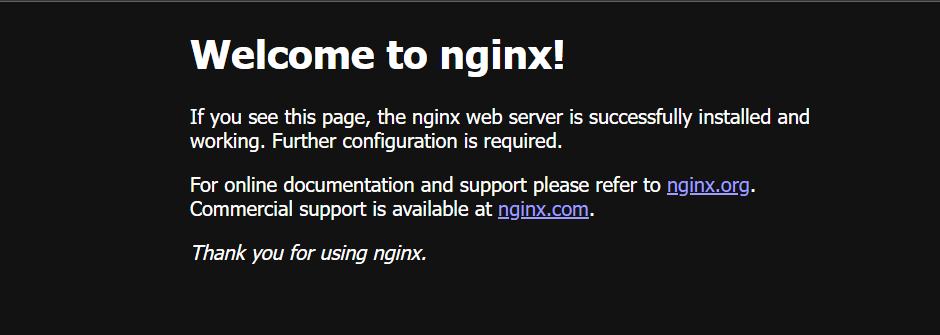 Welcome to nginx!
If you see this page, the nginx web server is successfully installed and
working. Further configuration is required.
For online documentation and support please refer to nginx.org.
Commercial support is available at nginx.com.
Thank you for using nginx.